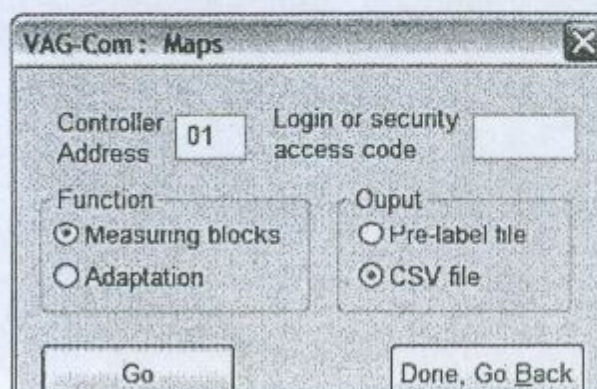 VAG-Com : Maps
Controller Address
01
Login or security access code
Function
Measuring blocks
Adaptation
Ouput
Pre-label file
CSV file
Go
Done, Go Back